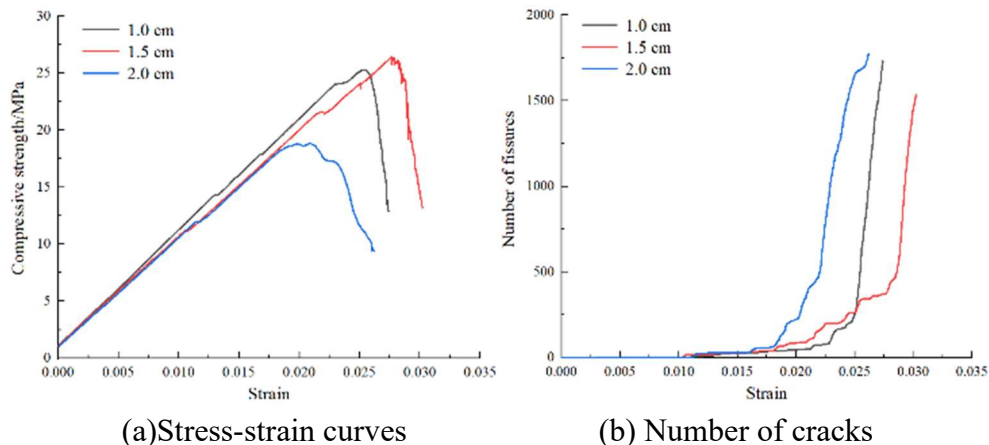 30
25
20
15
10
5
0
Compressive strength/MPa
1.0 cm
1.5 cm
2.0 cm
0.000 0.005 0.010 0.015 0.020 0.025 0.030 0.035
Strain
(a)Stress-strain curves
2000
1500
1000
500
0
Number of fissures
1.0 cm
1.5 cm
2.0 cm
0.000 0.005 0.010 0.015 0.020 0.025 0.030 0.035
Strain
(b) Number of cracks